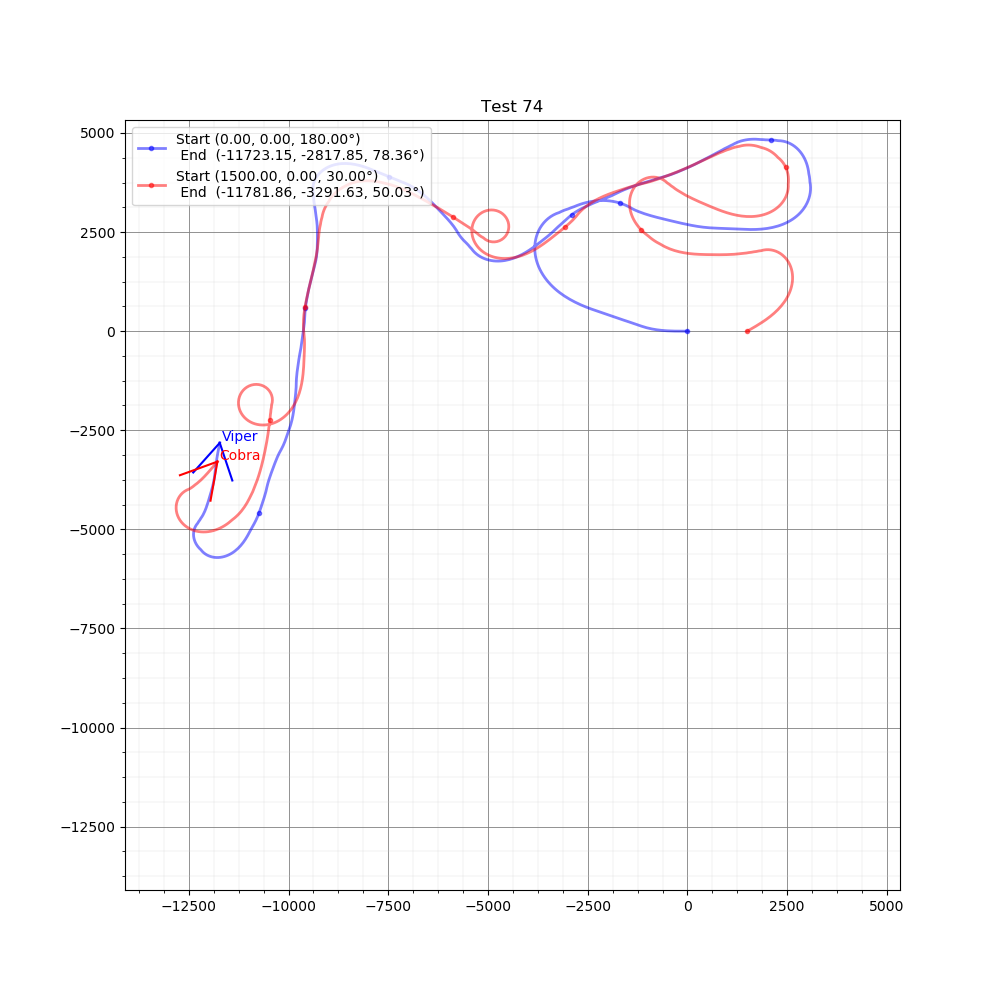 Test 74
Start (0.00, 0.00, 180.00°)
End (-11723.15, -2817.85, 78.36°)
Start (1500.00, 0.00, 30.00°)
End (-11781.86, -3291.63, 50.03°)
5000
2500
0
−2500
−5000
−7500
−10000
−12500
Viper
Cobra
−12500 −10000 −7500 −5000 −2500 0 2500 5000